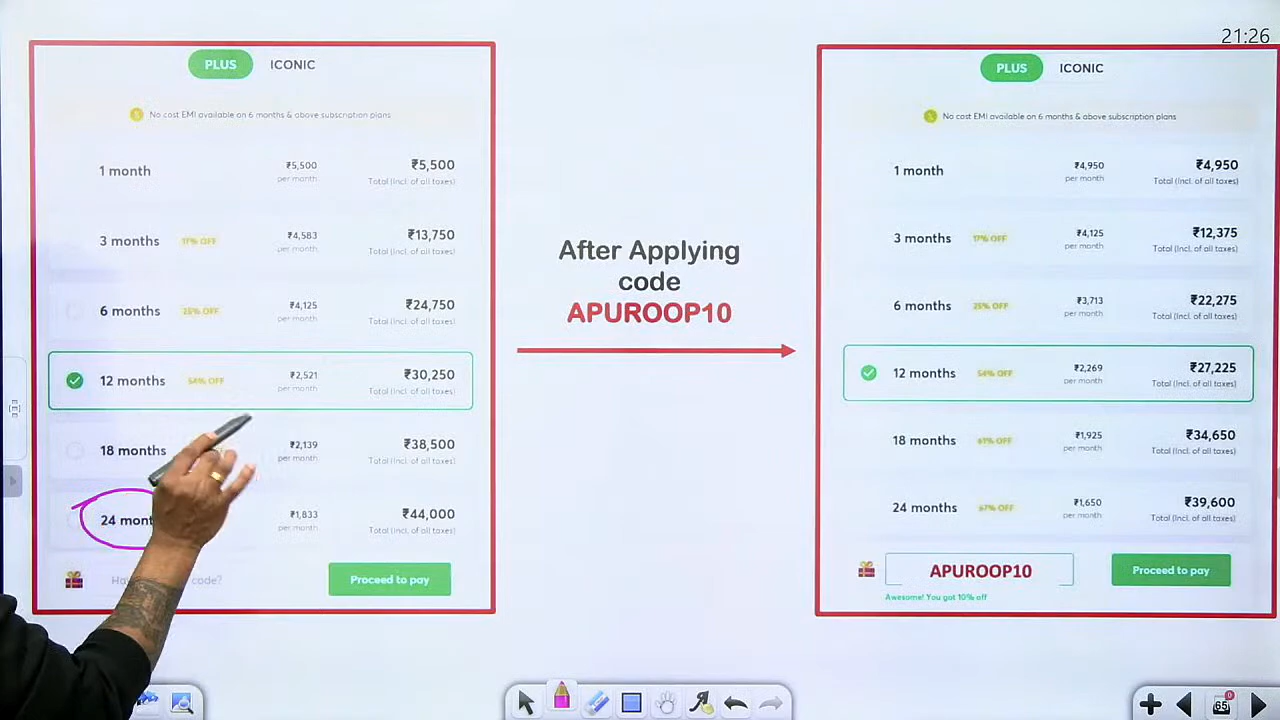 21:26
PLUS ICONIC
No cost EMI available on 6 months & above subscription plans
1 month ₹5,500 ₹5,500
per month Total (Incl. of all taxes)
3 months 17% OFF ₹4,583 ₹13,750
per month Total (Incl. of all taxes)
6 months 25% OFF ₹4,125 ₹24,750
per month Total (Incl. of all taxes)
12 months 54% OFF ₹2,521 ₹30,250
per month Total (Incl. of all taxes)
18 months ₹2,139 ₹38,500
per month Total (Incl. of all taxes)
24 mont ₹1,833 ₹44,000
per month Total (Incl. of all taxes)
code? Proceed to pay
After Applying
code
APUROOP10
PLUS ICONIC
No cost EMI available on 6 months & above subscription plans
1 month ₹4,950 ₹4,950
per month Total (Incl. of all taxes)
3 months 17% OFF ₹4,125 ₹12,375
per month Total (Incl. of all taxes)
6 months 25% OFF ₹3,713 ₹22,275
per month Total (Incl. of all taxes)
12 months 54% OFF ₹2,269 ₹27,225
per month Total (Incl. of all taxes)
18 months 61% OFF ₹1,925 ₹34,650
per month Total (Incl. of all taxes)
24 months 67% OFF ₹1,650 ₹39,600
per month Total (Incl. of all taxes)
APUROOP10 Proceed to pay
Awesome! You got 10% off
0
65